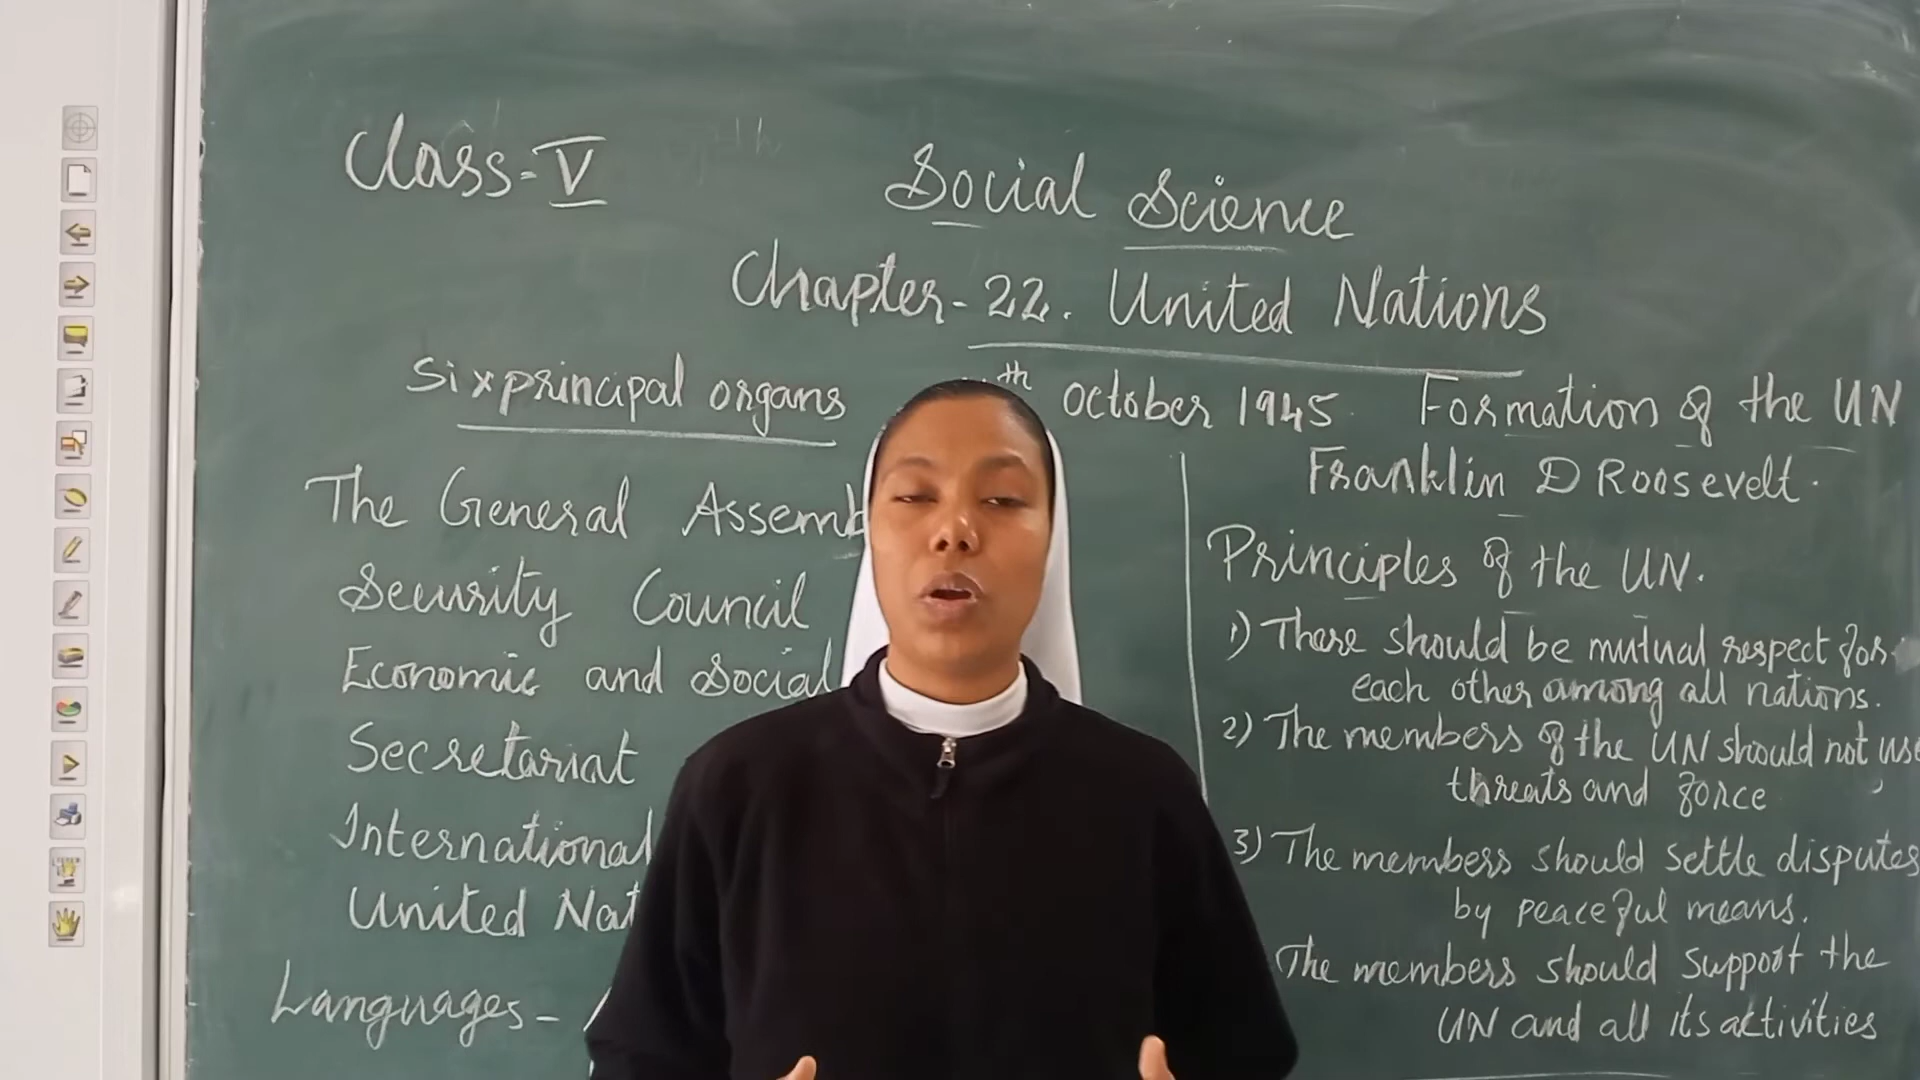 Class-V
Social Science
Chapter-22. United Nations
Six principal organs
th October 1945 Formation of the UN
Franklin D Roosevelt.
The General Assemb
Security Council
Economic and Social
Secretariat
International
United Nat
Languages-
Principles of the UN.
1) There should be mutual respect for
each other among all nations.
2) The members of the UN should not use
threats and force
3) The members should settle disputes
by peaceful means.
The members should support the
UN and all its activities